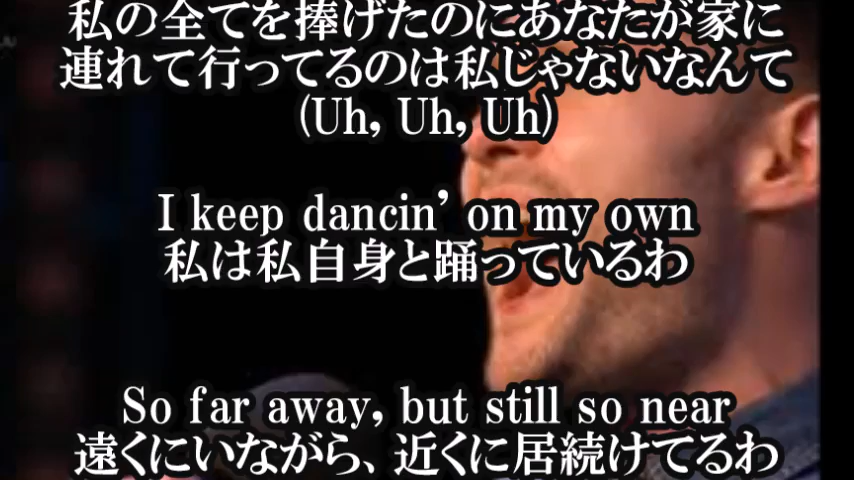 私の全てを捧げたのにあなたが家に
連れて行ってるのは私じゃないなんて
(Uh, Uh, Uh)
I keep dancin’ on my own
私は私自身と踊っているわ
So far away, but still so near
遠くにいながら、近くに居続けてるわ